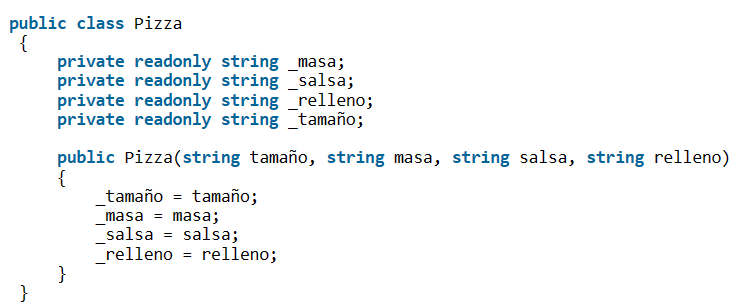 public class Pizza
{
private readonly string _masa;
private readonly string _salsa;
private readonly string _relleno;
private readonly string _tamaño;
public Pizza(string tamaño, string masa, string salsa, string relleno)
{
_tamaño = tamaño;
_masa = masa;
_salsa = salsa;
_relleno = relleno;
}
}